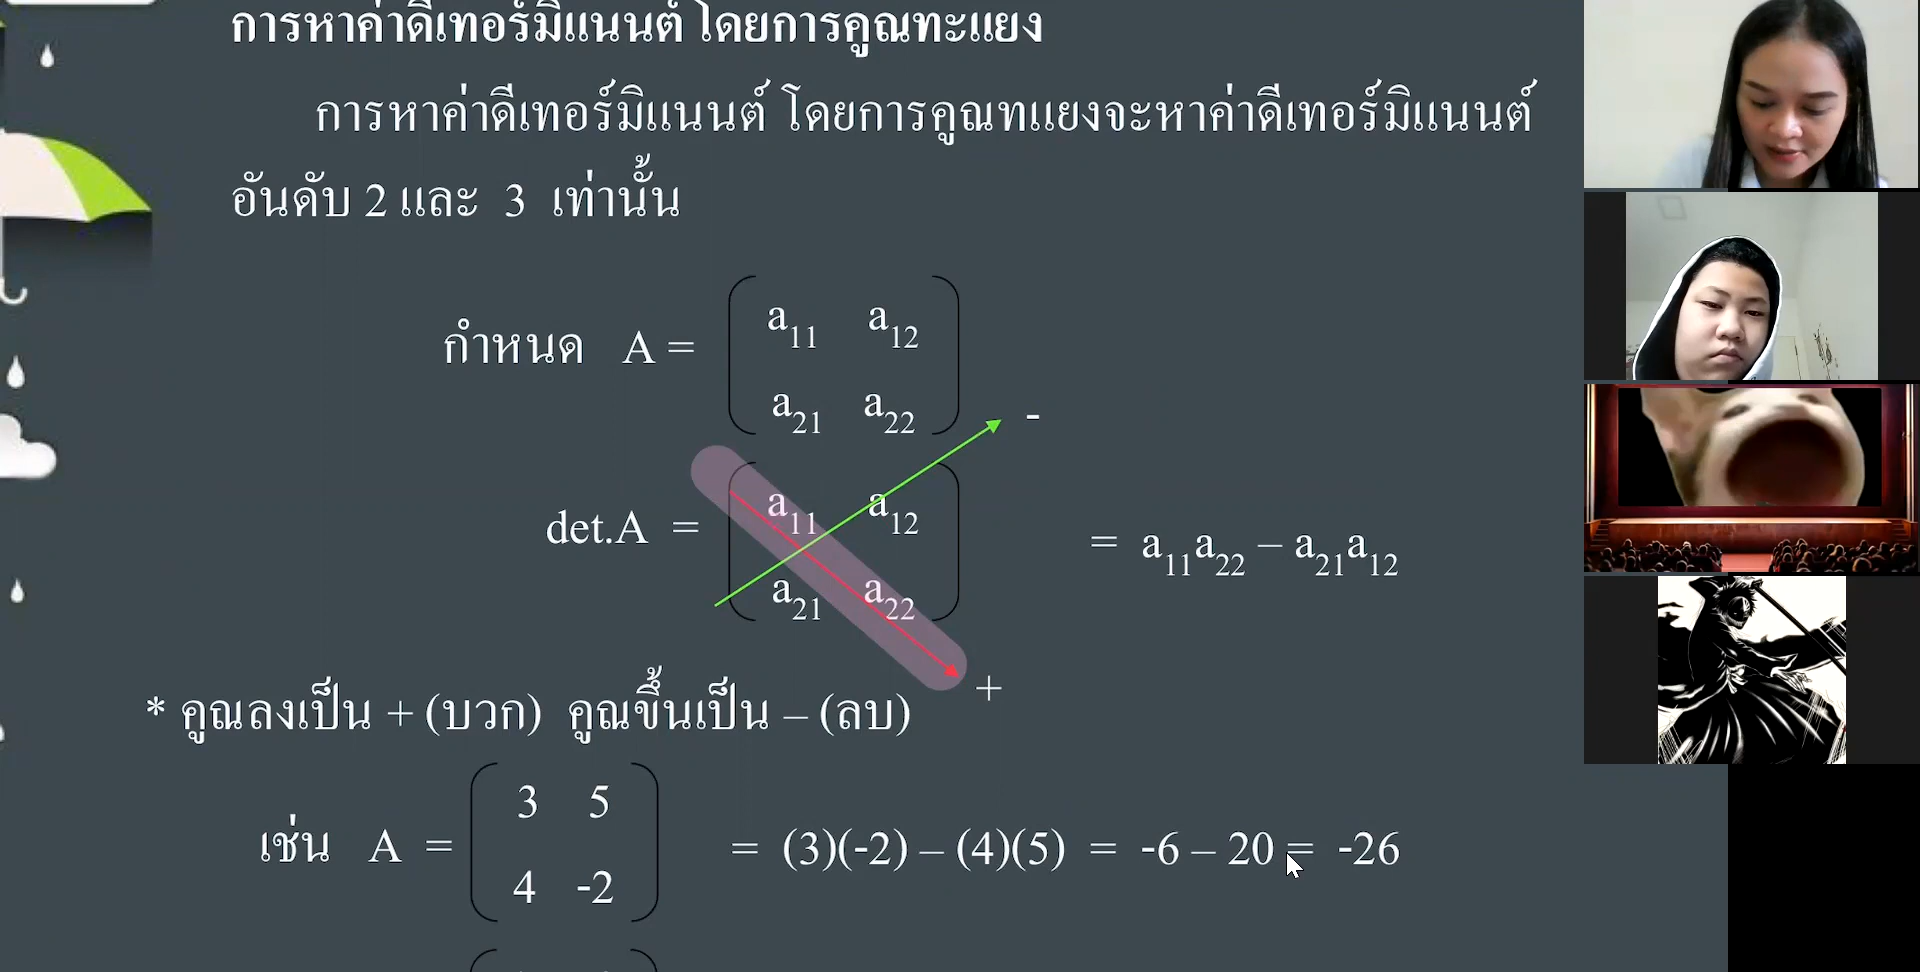 การหาค่าดีเทอร์มิแนนต์ โดยการคูณทะแยง
การหาค่าดีเทอร์มิแนนต์ โดยการคูณทแยงจะหาค่าดีเทอร์มิแนนต์
อันดับ 2 และ 3 เท่านั้น
กำหนด A =
a11 a12
a21 a22
-
det.A =
a11 a12
a21 a22
= a11a22 – a21a12
+
* คูณลงเป็น + (บวก) คูณขึ้นเป็น – (ลบ)
เช่น A =
3 5
4 -2
= (3)(-2) – (4)(5) = -6 – 20 = -26